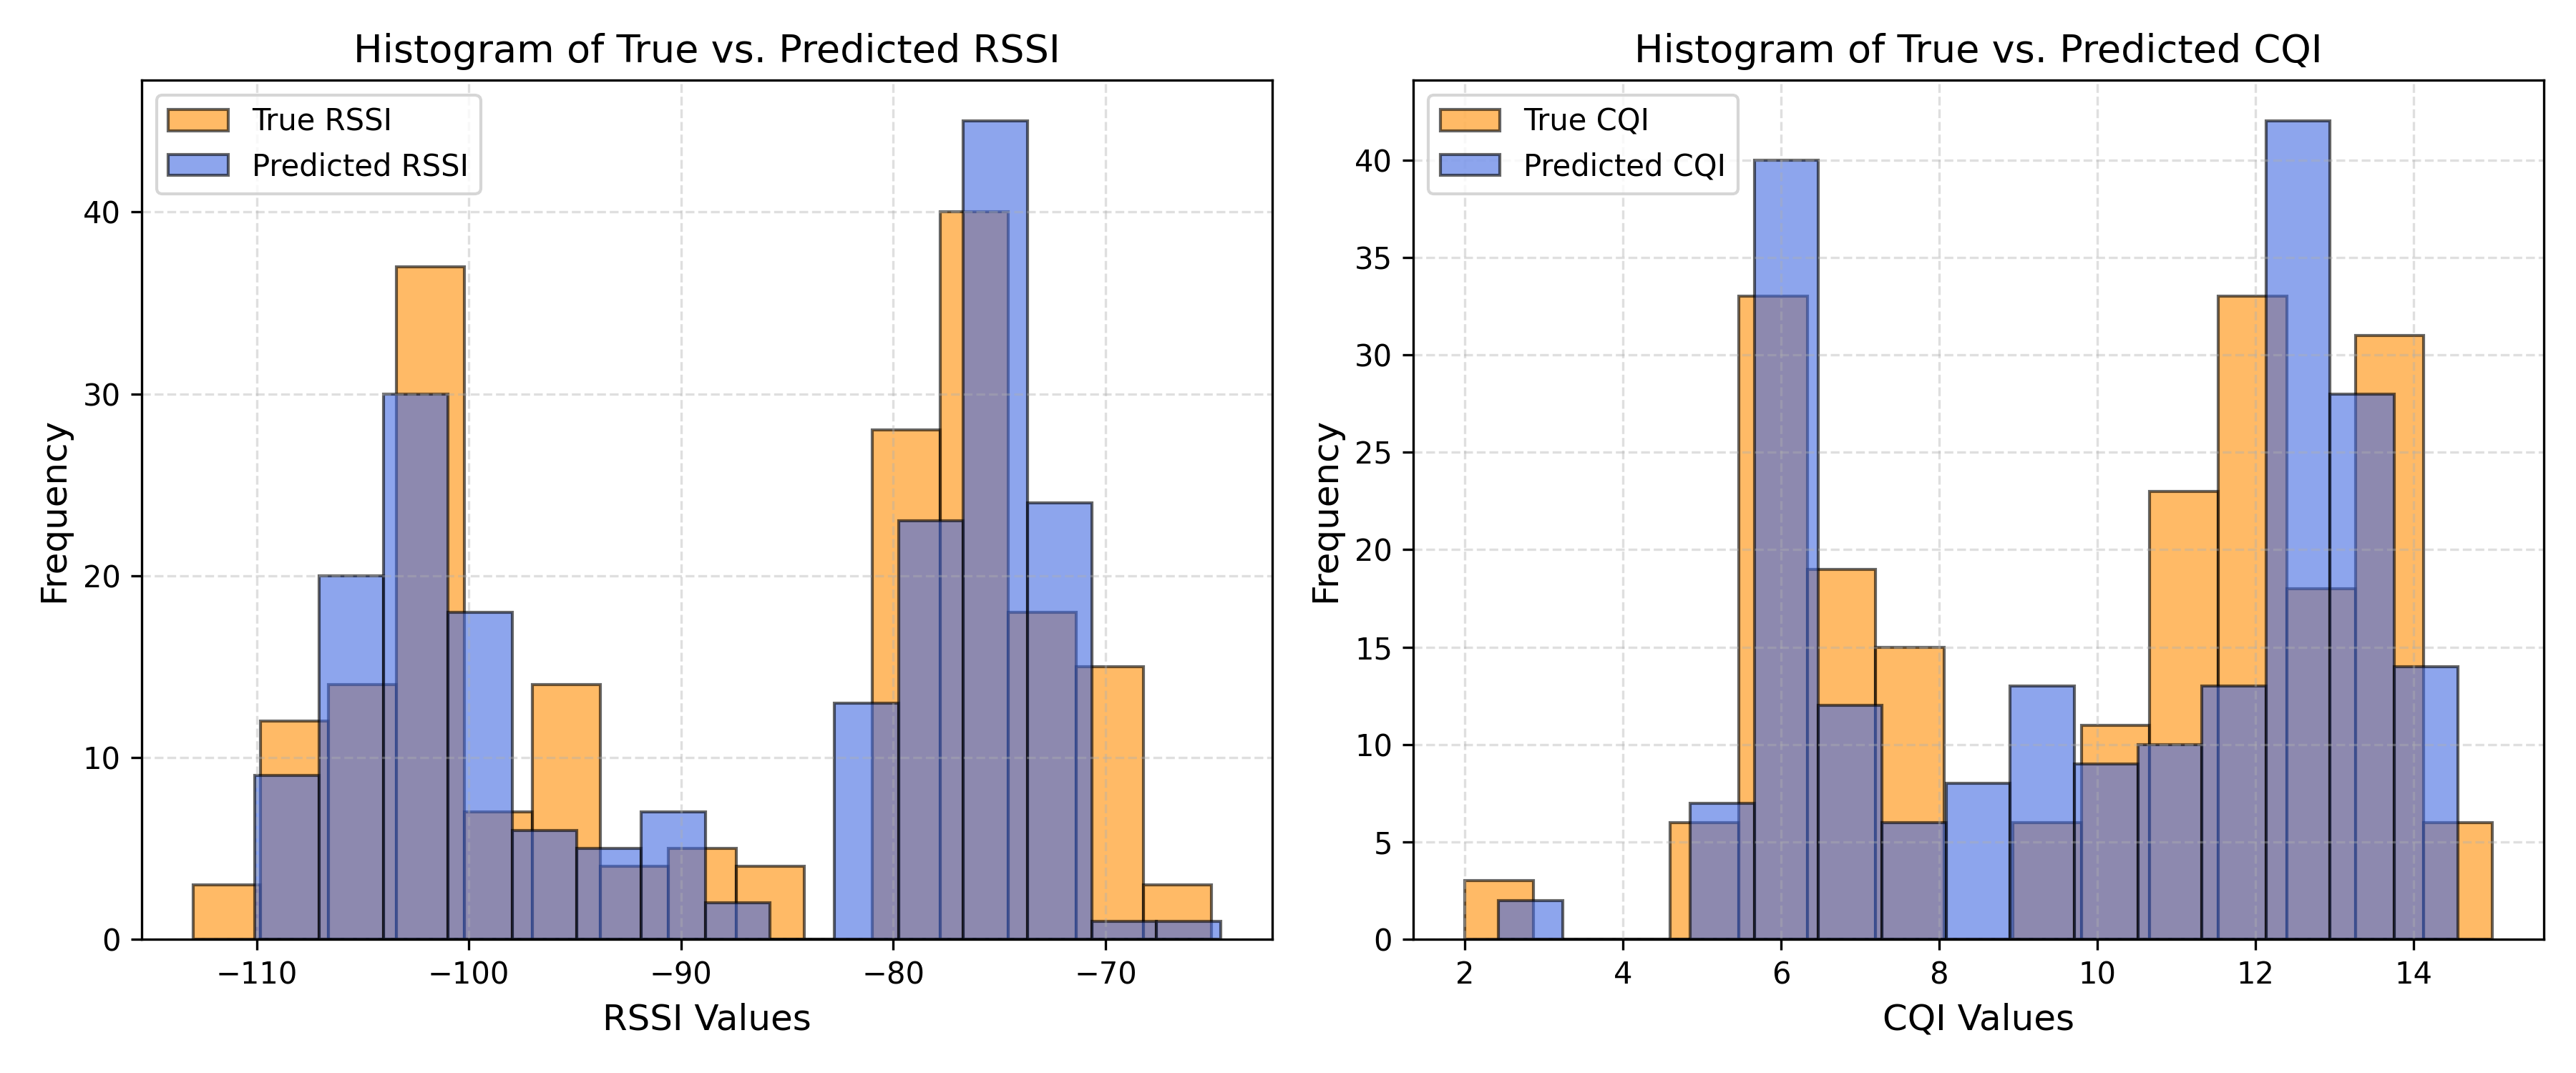 Histogram of True vs. Predicted RSSI
True RSSI
Predicted RSSI
Frequency
40
30
20
10
0
−110
−100
−90
−80
−70
RSSI Values
Histogram of True vs. Predicted CQI
True CQI
Predicted CQI
Frequency
40
35
30
25
20
15
10
5
0
2
4
6
8
10
12
14
CQI Values